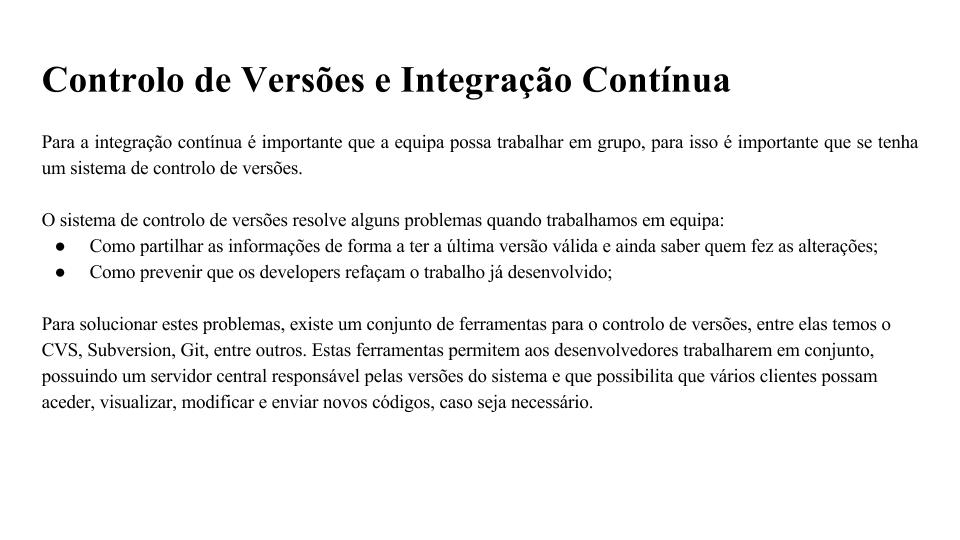 Controlo de Versões e Integração Contínua
Para a integração contínua é importante que a equipa possa trabalhar em grupo, para isso é importante que se tenha
um sistema de controlo de versões.
O sistema de controlo de versões resolve alguns problemas quando trabalhamos em equipa:
● Como partilhar as informações de forma a ter a última versão válida e ainda saber quem fez as alterações;
● Como prevenir que os developers refaçam o trabalho já desenvolvido;
Para solucionar estes problemas, existe um conjunto de ferramentas para o controlo de versões, entre elas temos o
CVS, Subversion, Git, entre outros. Estas ferramentas permitem aos desenvolvedores trabalharem em conjunto,
possuindo um servidor central responsável pelas versões do sistema e que possibilita que vários clientes possam
aceder, visualizar, modificar e enviar novos códigos, caso seja necessário.